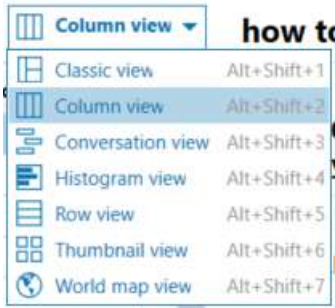 Column view
how to
Classic view Alt+Shift+1
Column view Alt+Shift+2
Conversation view Alt+Shift+3
Histogram view Alt+Shift+4
Row view Alt+Shift+5
Thumbnail view Alt+Shift+6
World map view Alt+Shift+7